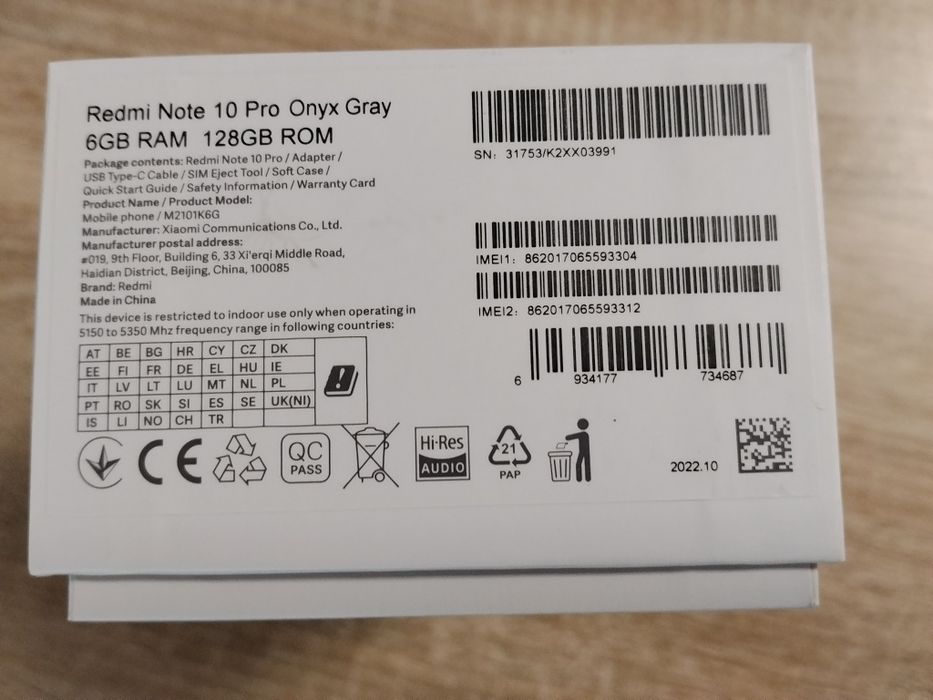 Redmi Note 10 Pro Onyx Gray
6GB RAM 128GB ROM
Package contents: Redmi Note 10 Pro / Adapter /
USB Type-C Cable / SIM Eject Tool / Soft Case /
Quick Start Guide / Safety Information / Warranty Card
Product Name / Product Model:
Mobile phone / M2101K6G
Manufacturer: Xiaomi Communications Co., Ltd.
Manufacturer postal address:
#019, 9th Floor, Building 6, 33 Xi'erqi Middle Road,
Haidian District, Beijing, China, 100085
Brand: Redmi
Made in China
This device is restricted to indoor use only when operating in
5150 to 5350 Mhz frequency range in following countries:
AT BE BG HR CY CZ DK
EE FI FR DE EL HU IE
IT LV LT LU MT NL PL
PT RO SK SI ES SE UK(NI)
IS LI NO CH TR
SN: 31753/K2XX03991
IMEI1: 862017065593304
IMEI2: 862017065593312
6 934177 734687
CE
QC
PASS
Hi-Res
AUDIO
21
PAP
2022.10